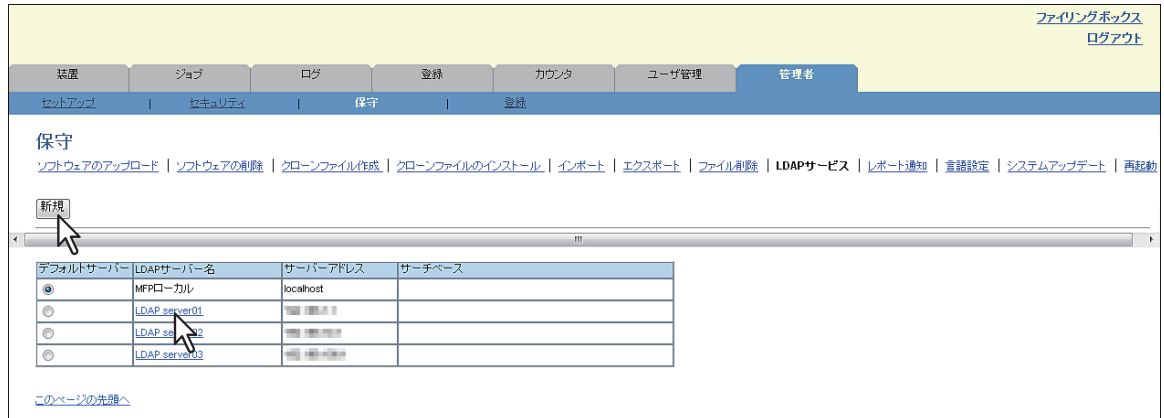 ファイリングボックス
ログアウト
装置 ジョブ ログ 登録 カウンタ ユーザ管理 管理者
セットアップ | セキュリティ | 保守 | 登録
保守
ソフトウェアのアップロード | ソフトウェアの削除 | クローンファイル作成 | クローンファイルのインストール | インポート | エクスポート | ファイル削除 | LDAPサービス | レポート通知 | 言語設定 | システムアップデート | 再起動
新規
デフォルトサーバー LDAPサーバー名 サーバーアドレス サーチベース
MFPローカル localhost
LDAP server01
LDAP
LDAP server03
このページの先頭へ